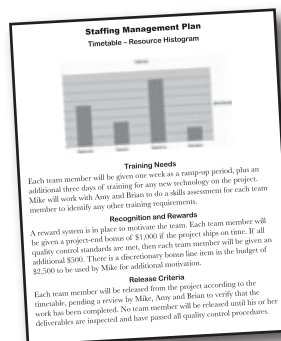 Staffing Management Plan
Timetable – Resource Histogram
Training Needs
Each team member will be given one week as a ramp-up period, plus an
additional three days of training for any new technology on the project.
Mike will work with Amy and Brian to do a skills assessment for each team
member to identify any other training requirements.
Recognition and Rewards
A reward system is in place to motivate the team. Each team member will
be given a project-end bonus of $1,000 if the project ships on time. If all
quality control standards are met, then each team member will be given an
additional $500. There is a discretionary bonus line item in the budget of
$2,500 to be used by Mike for additional motivation.
Release Criteria
Each team member will be released from the project according to the
timetable, pending a review by Mike, Amy and Brian to verify that the
work has been completed. No team member will be released until his or her
deliverables are inspected and have passed all quality control procedures.